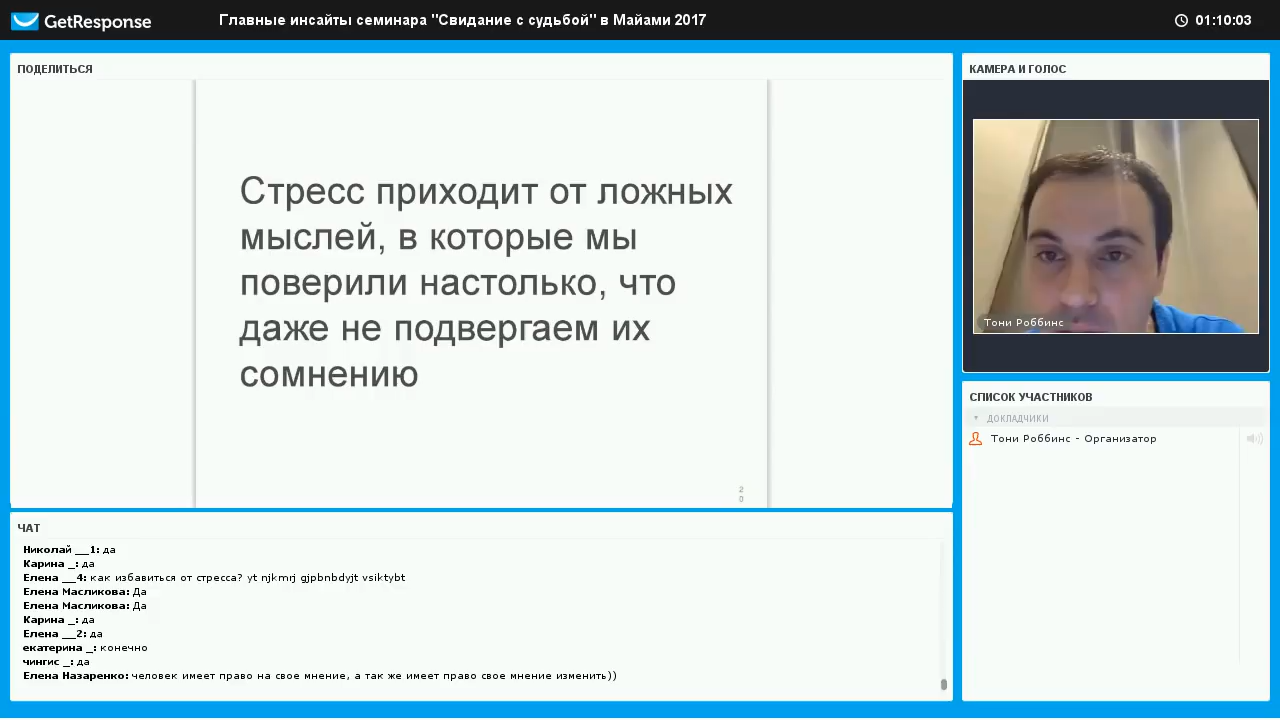 GetResponse
Главные инсайты семинара "Свидание с судьбой" в Майами 2017
01:10:03
ПОДЕЛИТЬСЯ
Стресс приходит от ложных
мыслей, в которые мы
поверили настолько, что
даже не подвергаем их
сомнению
2
0
ЧАТ
Николай __1: да
Карина _: да
Елена __4: как избавиться от стресса? yt njkmrj gjpbnbdyjt vsiktybt
Елена Масликова: Да
Елена Масликова: Да
Карина _: да
Елена __2: да
екатерина _: конечно
чингис _: да
Елена Назаренко: человек имеет право на свое мнение, а так же имеет право свое мнение изменить))
КАМЕРА И ГОЛОС
Тони Роббинс
СПИСОК УЧАСТНИКОВ
ДОКЛАДЧИКИ
Тони Роббинс - Организатор